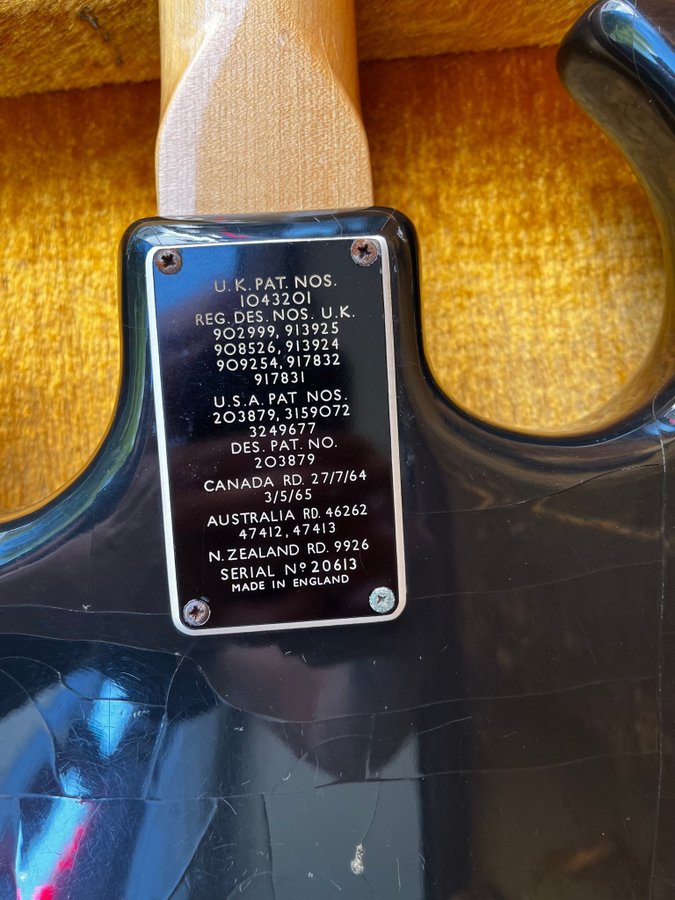 U.K. PAT. NOS.
1043201
REG. DES. NOS. U.K.
902999, 913925
908526, 913924
909254, 917832
917831
U.S.A. PAT NOS.
203879, 3159072
3249677
DES. PAT. NO.
203879
CANADA RD. 27/7/64
3/5/65
AUSTRALIA RD. 46262
47412, 47413
N. ZEALAND RD. 9926
SERIAL Nº 20613
MADE IN ENGLAND